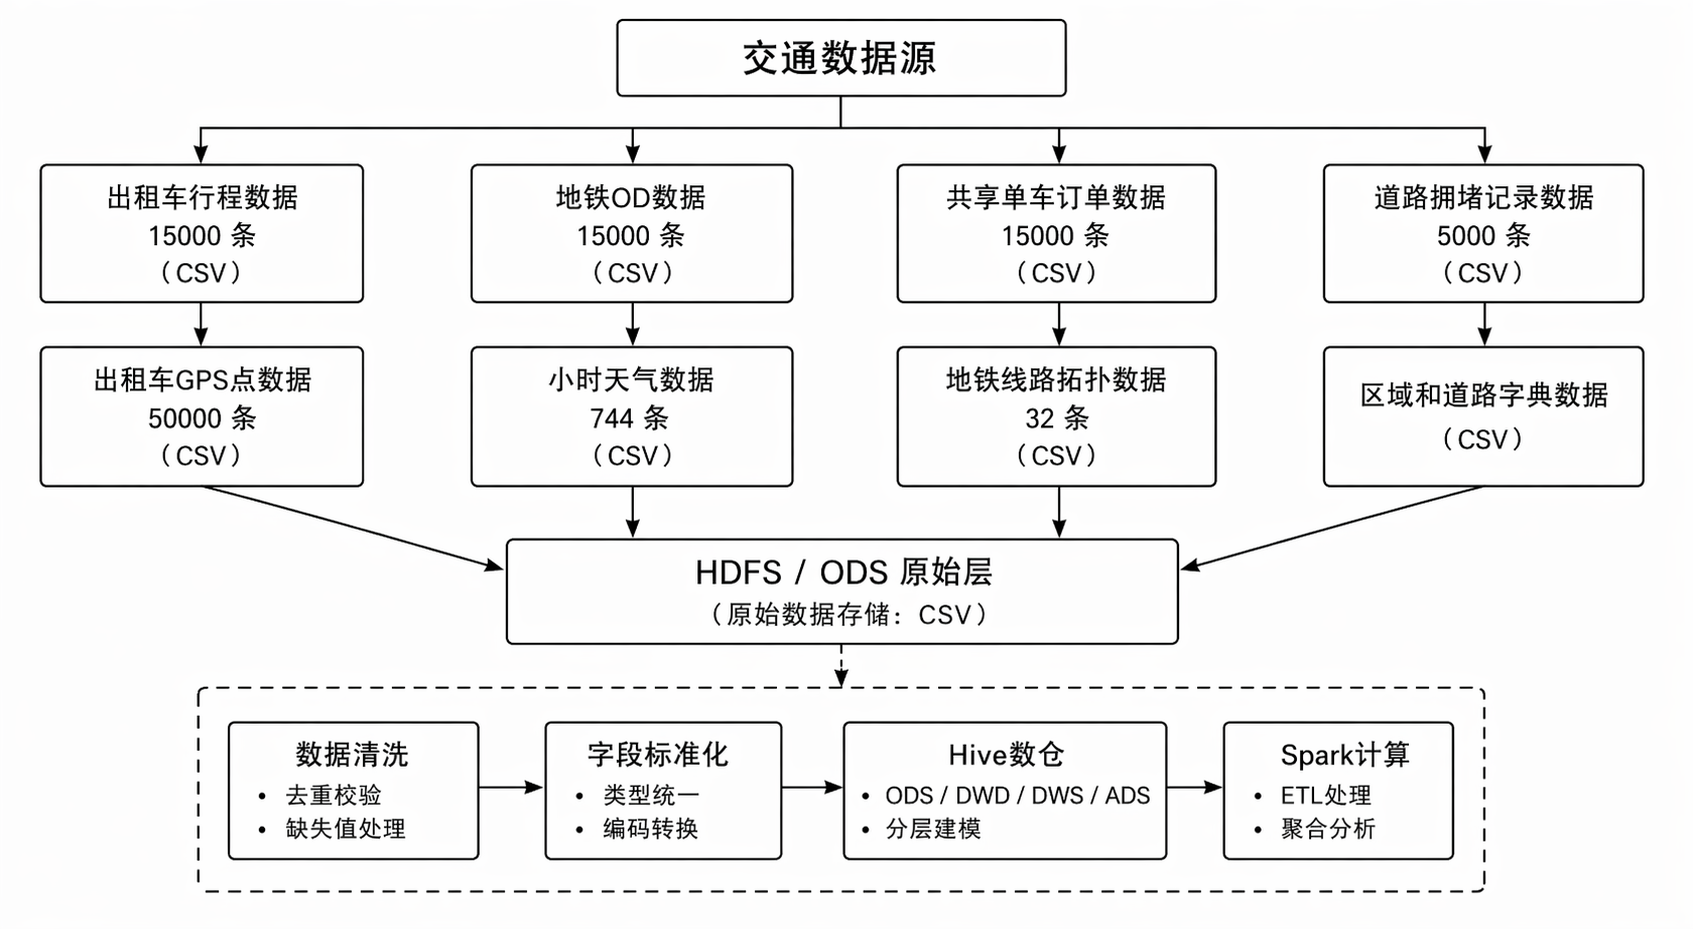 交通数据源
出租车行程数据
15000 条
（CSV）
地铁OD数据
15000 条
（CSV）
共享单车订单数据
15000 条
（CSV）
道路拥堵记录数据
5000 条
（CSV）
出租车GPS点数据
50000 条
（CSV）
小时天气数据
744 条
（CSV）
地铁线路拓扑数据
32 条
（CSV）
区域和道路字典数据
（CSV）
HDFS / ODS 原始层
（原始数据存储：CSV）
数据清洗
• 去重校验
• 缺失值处理
字段标准化
• 类型统一
• 编码转换
Hive数仓
• ODS / DWD / DWS / ADS
• 分层建模
Spark计算
• ETL处理
• 聚合分析